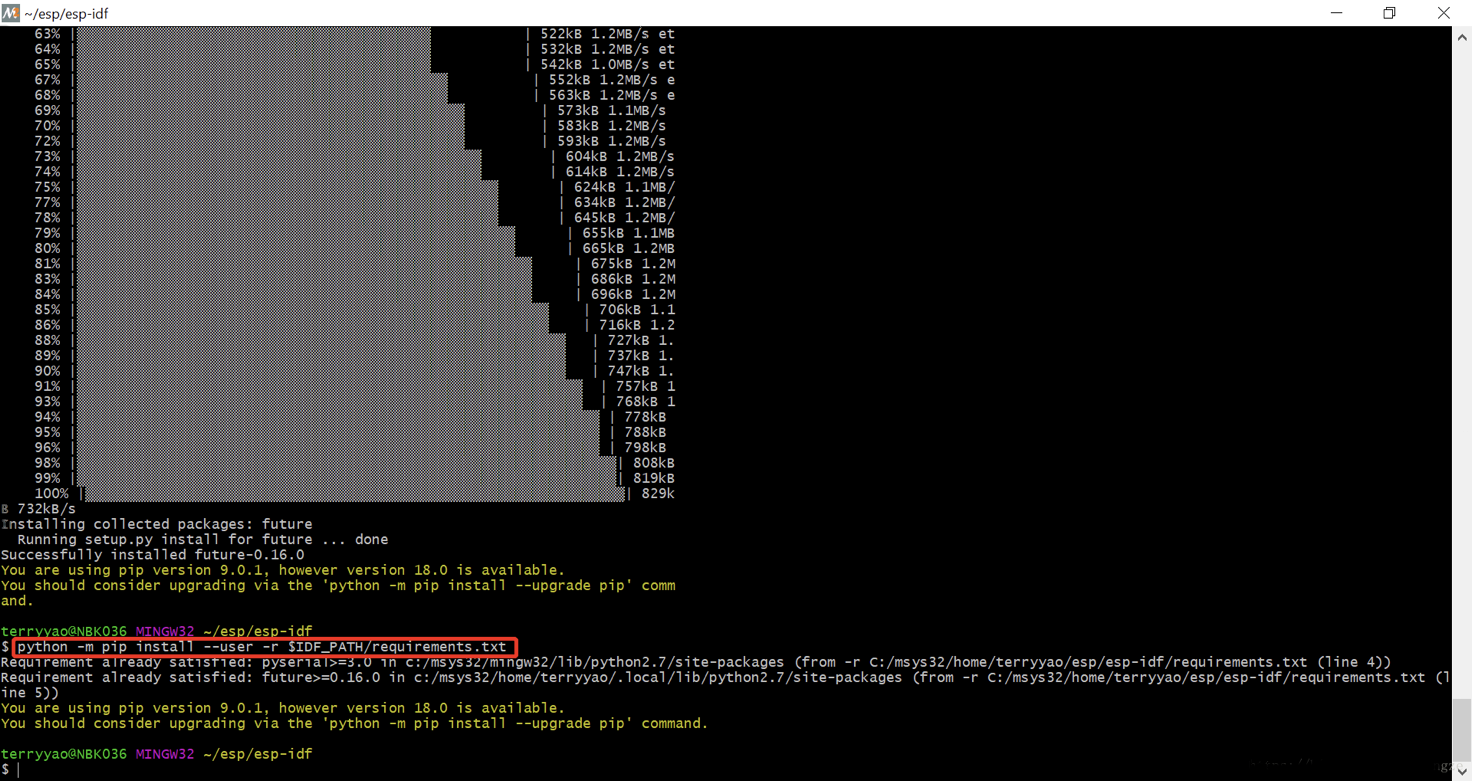 ~/esp/esp-idf
63% | | 522kB 1.2MB/s et
64% | | 532kB 1.2MB/s et
65% | | 542kB 1.0MB/s et
67% | | 552kB 1.2MB/s e
68% | | 563kB 1.2MB/s e
69% | | 573kB 1.1MB/s
70% | | 583kB 1.2MB/s
72% | | 593kB 1.2MB/s
73% | | 604kB 1.2MB/s
74% | | 614kB 1.2MB/s
75% | | 624kB 1.1MB/
77% | | 634kB 1.2MB/
78% | | 645kB 1.2MB/
79% | | 655kB 1.1MB
80% | | 665kB 1.2MB
81% | | 675kB 1.2M
83% | | 686kB 1.2M
84% | | 696kB 1.2M
85% | | 706kB 1.1
86% | | 716kB 1.2
88% | | 727kB 1.
89% | | 737kB 1.
90% | | 747kB 1.
91% | | 757kB 1
93% | | 768kB 1
94% | | 778kB
95% | | 788kB
96% | | 798kB
98% | | 808kB
99% | | 819kB
100% | | 829k
B 732kB/s
Installing collected packages: future
Running setup.py install for future ... done
Successfully installed future-0.16.0
You are using pip version 9.0.1, however version 18.0 is available.
You should consider upgrading via the 'python -m pip install --upgrade pip' comm
and.
terryyao@NBK036 MINGW32 ~/esp/esp-idf
$ python -m pip install --user -r $IDF_PATH/requirements.txt
Requirement already satisfied: pyserial>=3.0 in c:/msys32/mingw32/lib/python2.7/site-packages (from -r C:/msys32/home/terryyao/esp/esp-idf/requirements.txt (line 4))
Requirement already satisfied: future>=0.16.0 in c:/msys32/home/terryyao/.local/lib/python2.7/site-packages (from -r C:/msys32/home/terryyao/esp/esp-idf/requirements.txt (l
ine 5))
You are using pip version 9.0.1, however version 18.0 is available.
You should consider upgrading via the 'python -m pip install --upgrade pip' command.
terryyao@NBK036 MINGW32 ~/esp/esp-idf
$